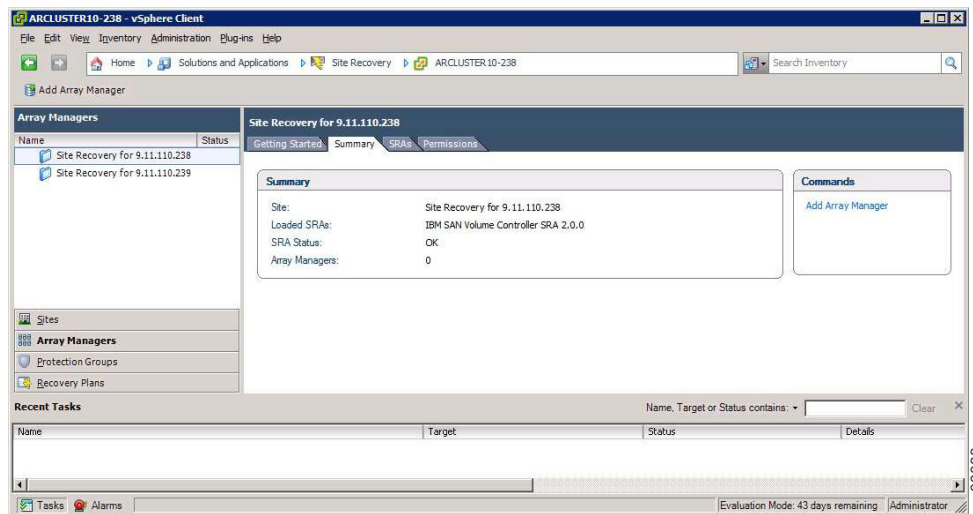 ARCLUSTER10-238 - vSphere Client
File Edit View Inventory Administration Plug-ins Help
Home Solutions and Applications Site Recovery ARCLUSTER10-238 Search Inventory
Add Array Manager
Array Managers
Name Status
Site Recovery for 9.11.110.238
Site Recovery for 9.11.110.239
Sites
Array Managers
Protection Groups
Recovery Plans
Site Recovery for 9.11.110.238
Getting Started Summary SRAs Permissions
Summary
Site: Site Recovery for 9.11.110.238
Loaded SRAs: IBM SAN Volume Controller SRA 2.0.0
SRA Status: OK
Array Managers: 0
Commands
Add Array Manager
Recent Tasks Name, Target or Status contains: Clear
Name Target Status Details
Tasks Alarms Evaluation Mode: 43 days remaining Administrator